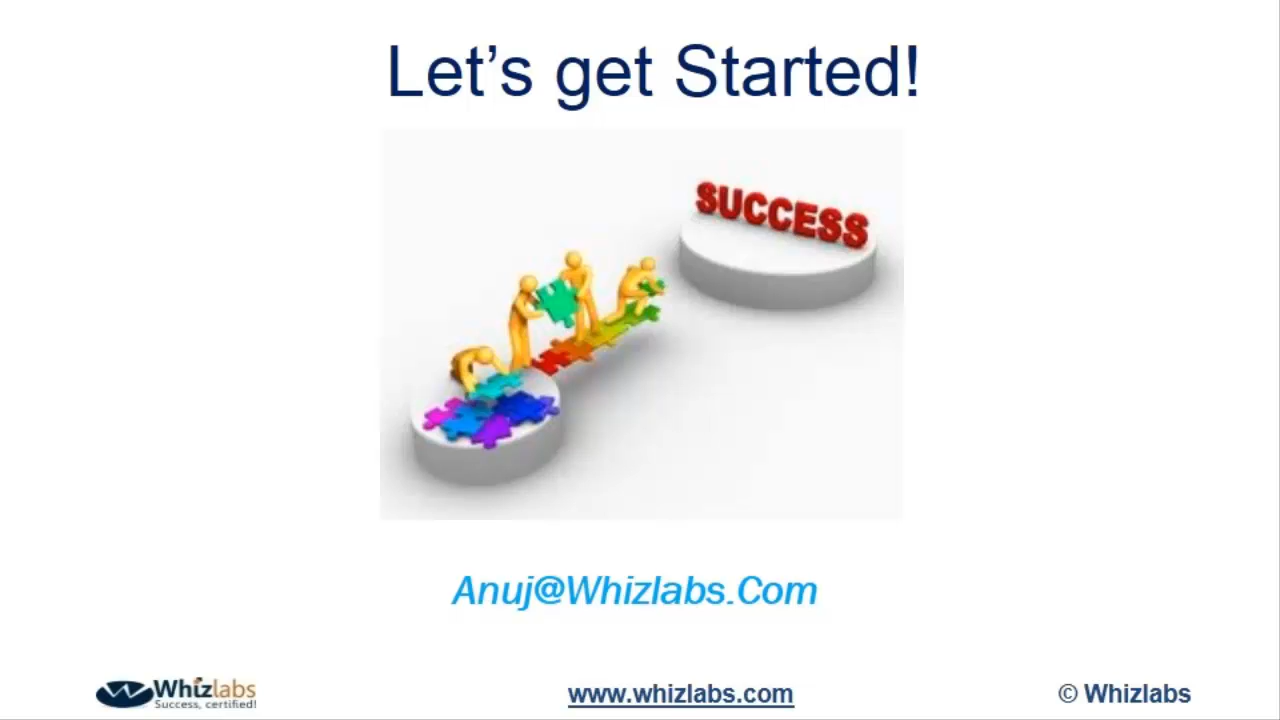 Let's get Started!
SUCCESS
Anuj@Whizlabs.Com
Whizlabs
Success, certified!
www.whizlabs.com
© Whizlabs